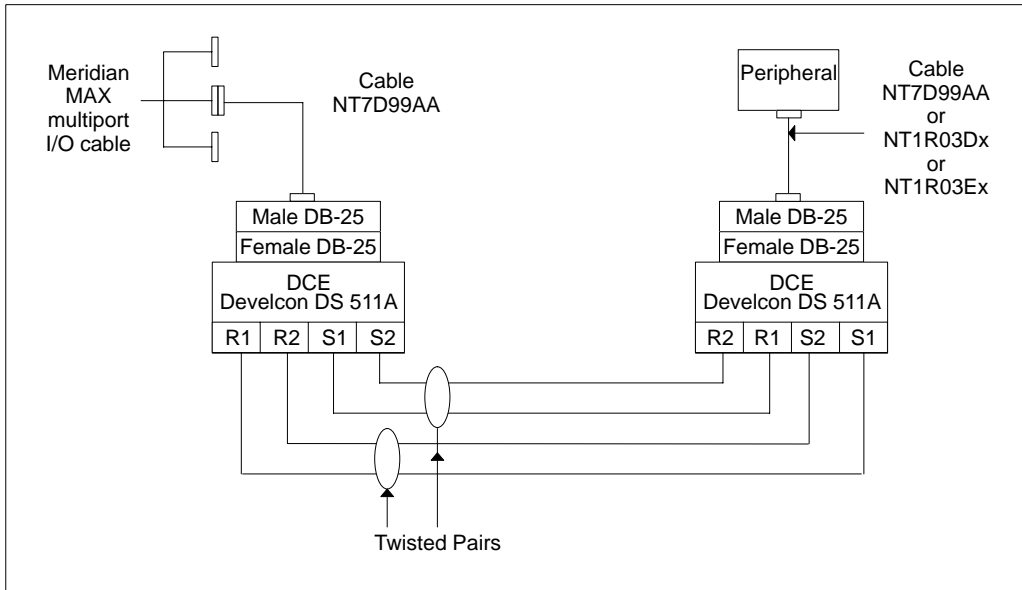 Meridian
MAX
multiport
I/O cable
Cable
NT7D99AA
Peripheral
Cable
NT7D99AA
or
NT1R03Dx
or
NT1R03Ex
Male DB-25
Female DB-25
DCE
Develcon DS 511A
R1 R2 S1 S2
Male DB-25
Female DB-25
DCE
Develcon DS 511A
R2 R1 S2 S1
Twisted Pairs